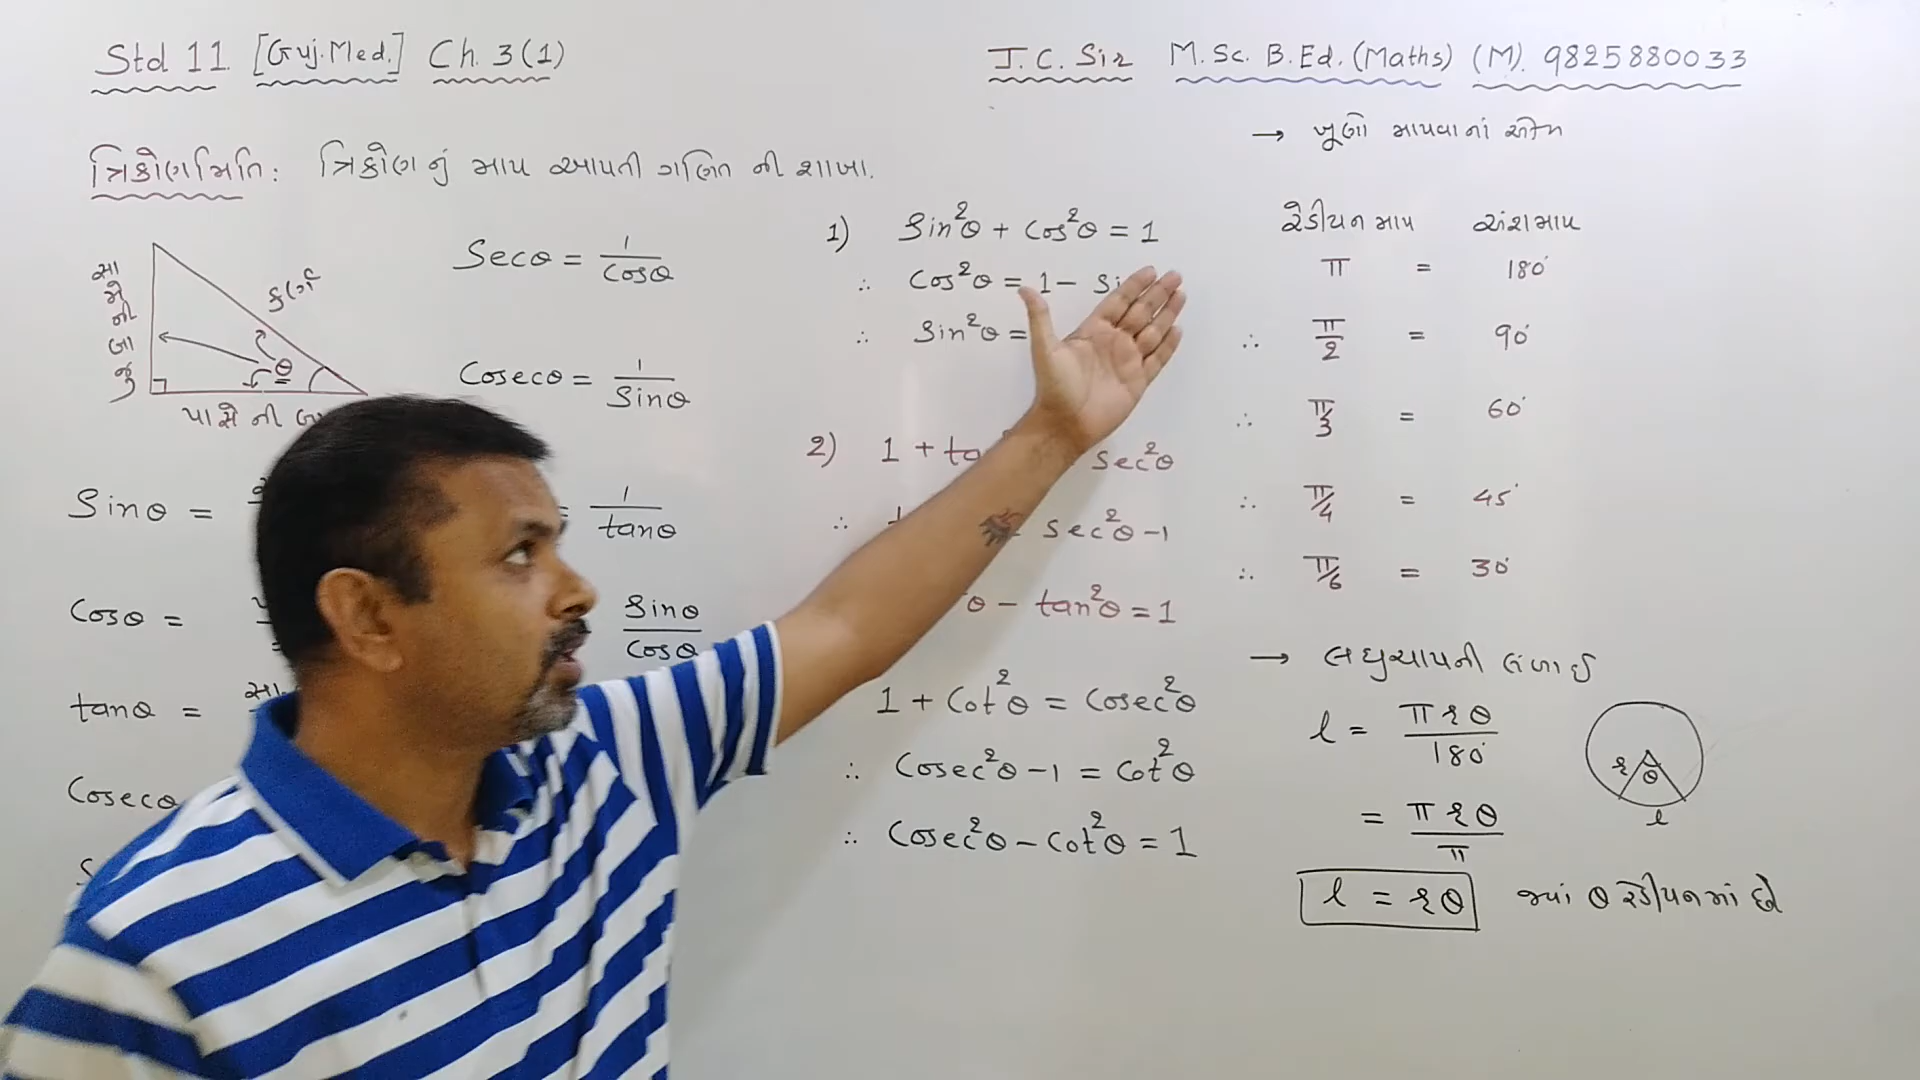 Std 11 [Guj.Med.] Ch. 3(1)
J.C. Sir M.Sc. B.Ed. (Maths) (M). 9825880033
ત્રિકોણમિતિ: ત્રિકોણનું માપ આપતી ગણિત ની શાખા.
સામેની બાજુ
કર્ણ
θ
પાસે ની
Secθ = 1/Cosθ
Cosecθ = 1/Sinθ
= 1/tanθ
Sinθ/Cosθ
Sinθ =
Cosθ =
tanθ =
Cosecθ
1) Sin²θ + Cos²θ = 1
∴ Cos²θ = 1 -
∴ Sin²θ =
2) 1 + Sec²θ
∴ Sec²θ - 1
θ - tan²θ = 1
1 + Cot²θ = Cosec²θ
∴ Cosec²θ - 1 = Cot²θ
∴ Cosec²θ - Cot²θ = 1
→ ખૂણો માપવાનાં એકમ
રેડીયન માપ અંશમાપ
π = 180°
∴ π/2 = 90°
∴ π/3 = 60°
∴ π/4 = 45°
∴ π/6 = 30°
→ લઘુચાપની લંબાઈ
l = πrθ/180°
= πrθ/π
l = rθ જ્યાં θ રેડીયનમાં છે
r θ
l